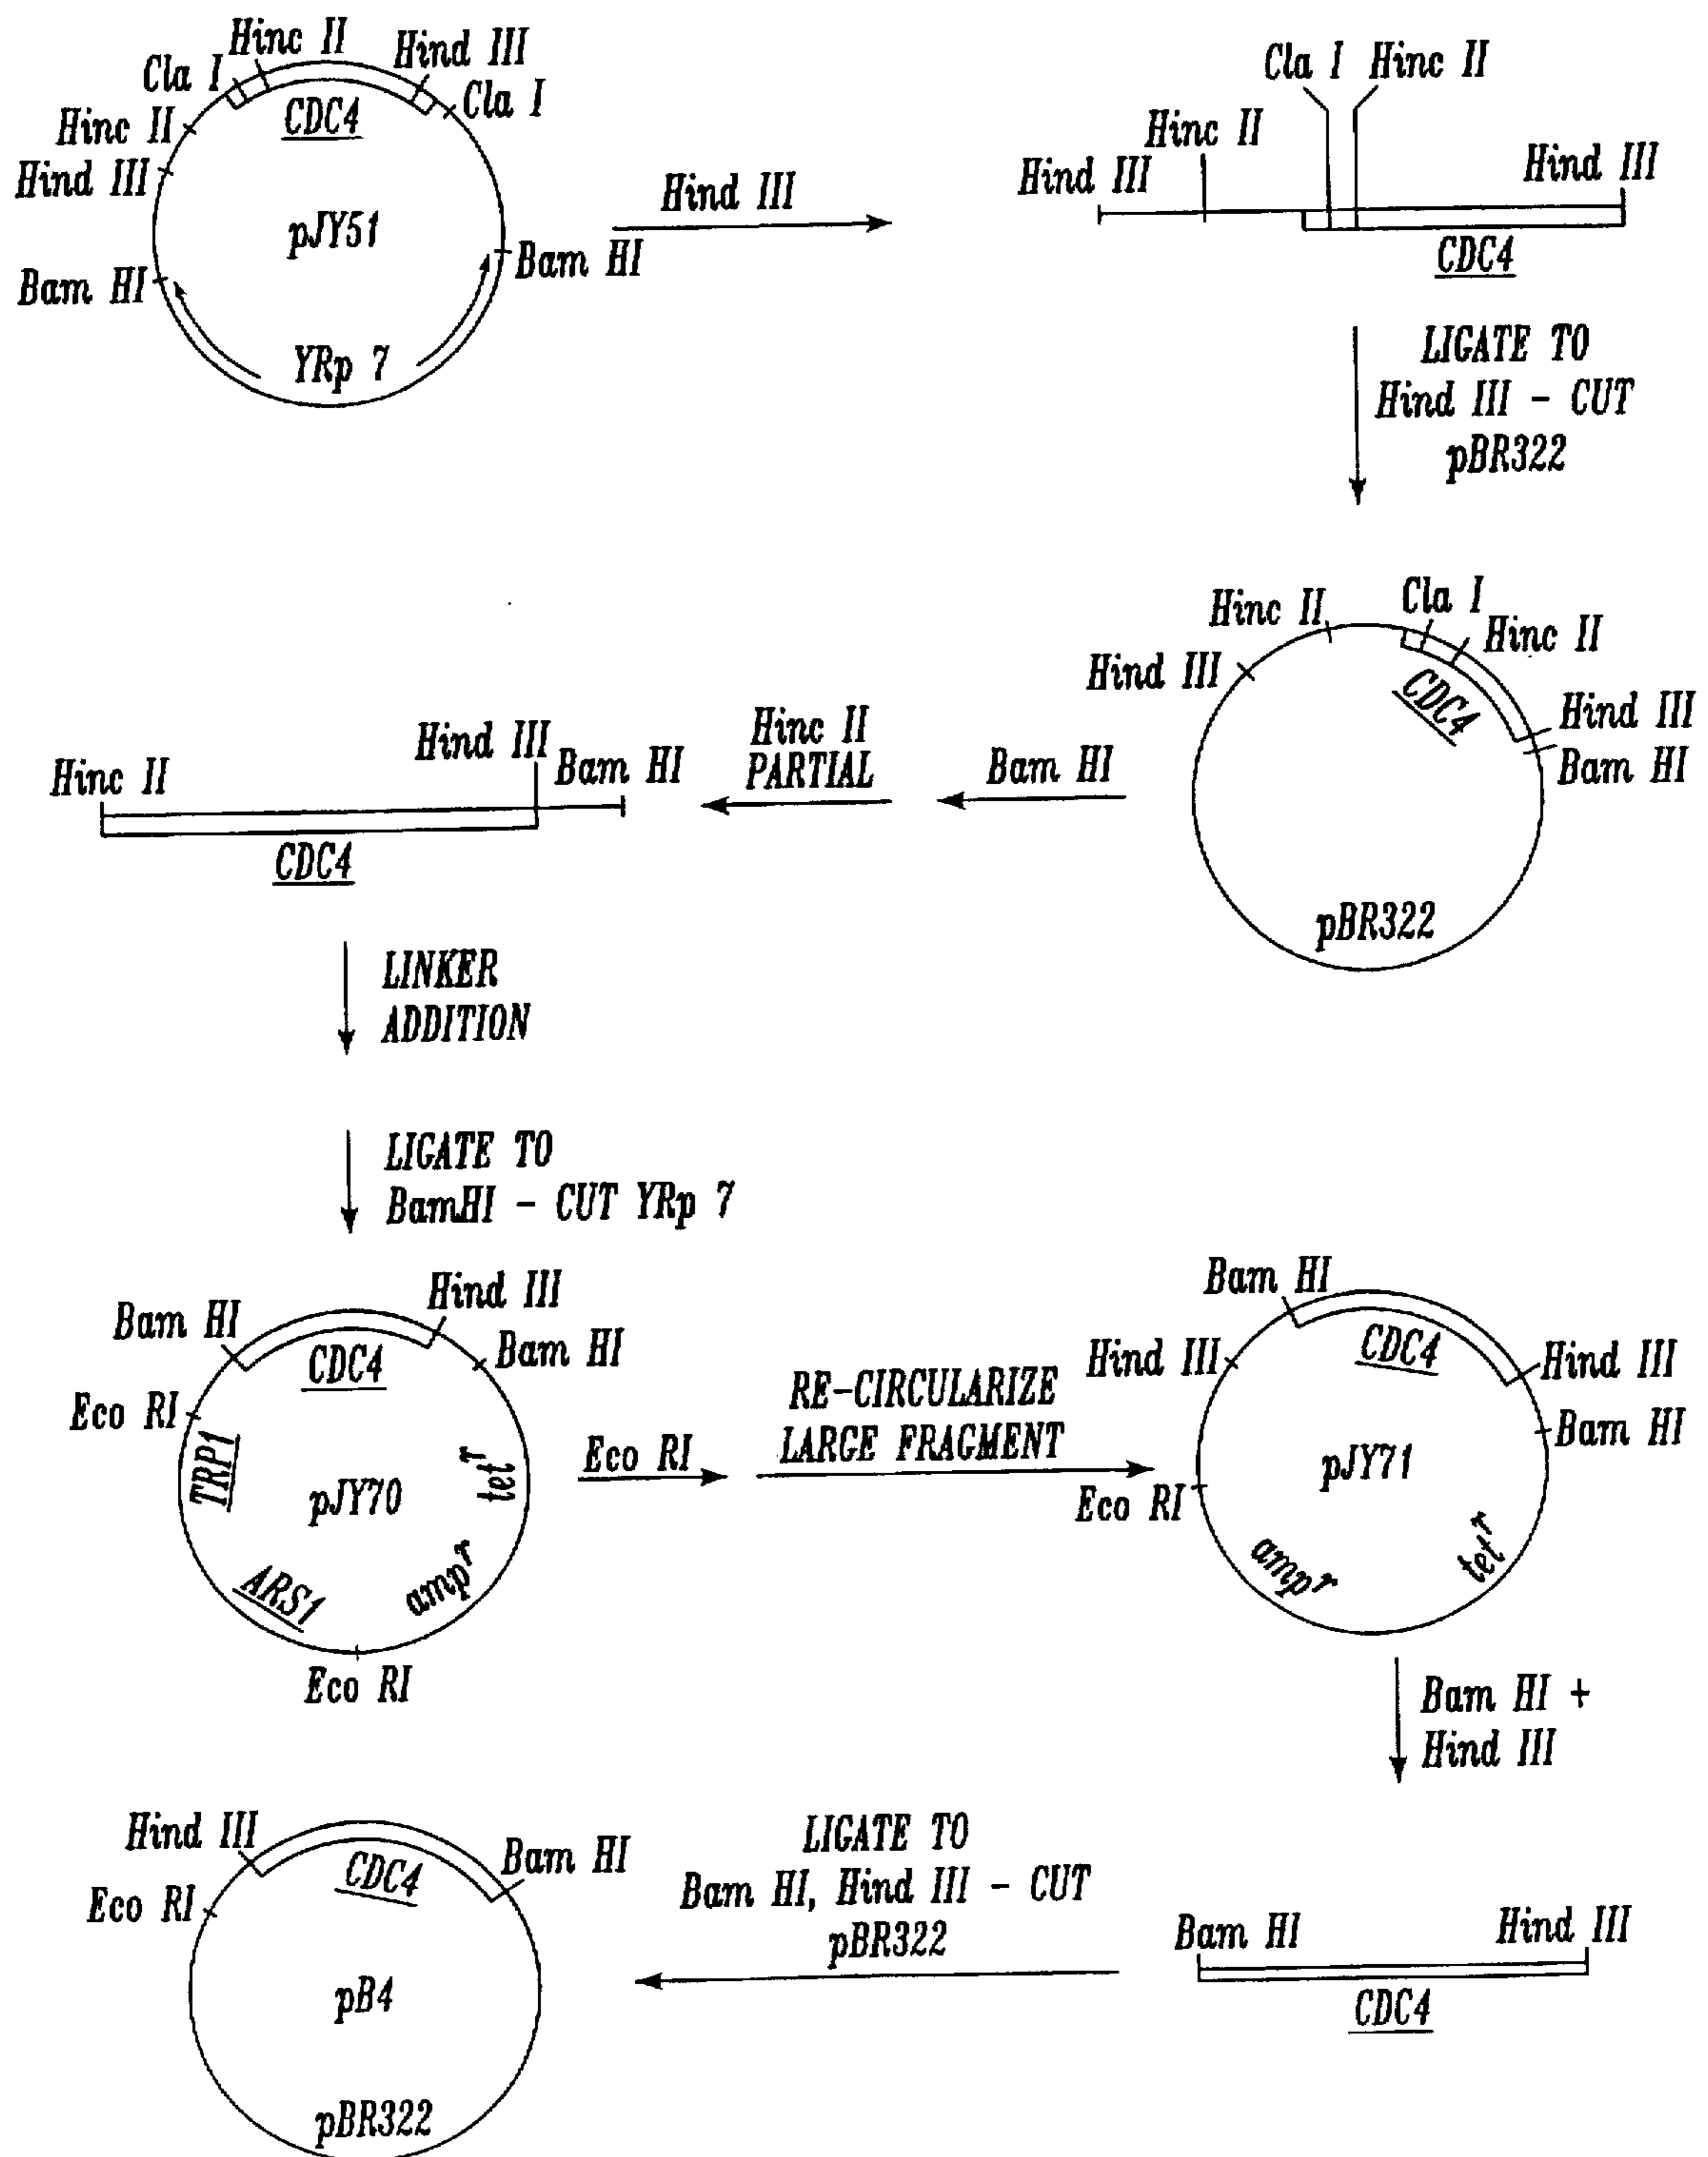 Hinc II
Hind III
Cla I
Cla I
CDC4
Hinc II
Hind III
pJY51
Bam HI
Bam HI
YRp 7
Hind III
Cla I Hinc II
Hinc II
Hind III
Hind III
CDC4
LIGATE TO
Hind III - CUT
pBR322
Cla I
Hinc II
Hinc II
Hind III
CDC4
Hind III
Bam HI
pBR322
Bam HI
Hinc II
PARTIAL
Hind III
Bam HI
Hinc II
CDC4
LINKER
ADDITION
LIGATE TO
BamHI - CUT YRp 7
Hind III
Bam HI
Bam HI
CDC4
Eco RI
TRP1
pJY70
tet r
amp r
ARS1
Eco RI
Eco RI
RE-CIRCULARIZE
LARGE FRAGMENT
Bam HI
Hind III
CDC4
Hind III
Bam HI
pJY71
Eco RI
amp r
tet r
Bam HI +
Hind III
Bam HI
Hind III
CDC4
LIGATE TO
Bam HI, Hind III - CUT
pBR322
Hind III
Bam HI
CDC4
Eco RI
pB4
pBR322